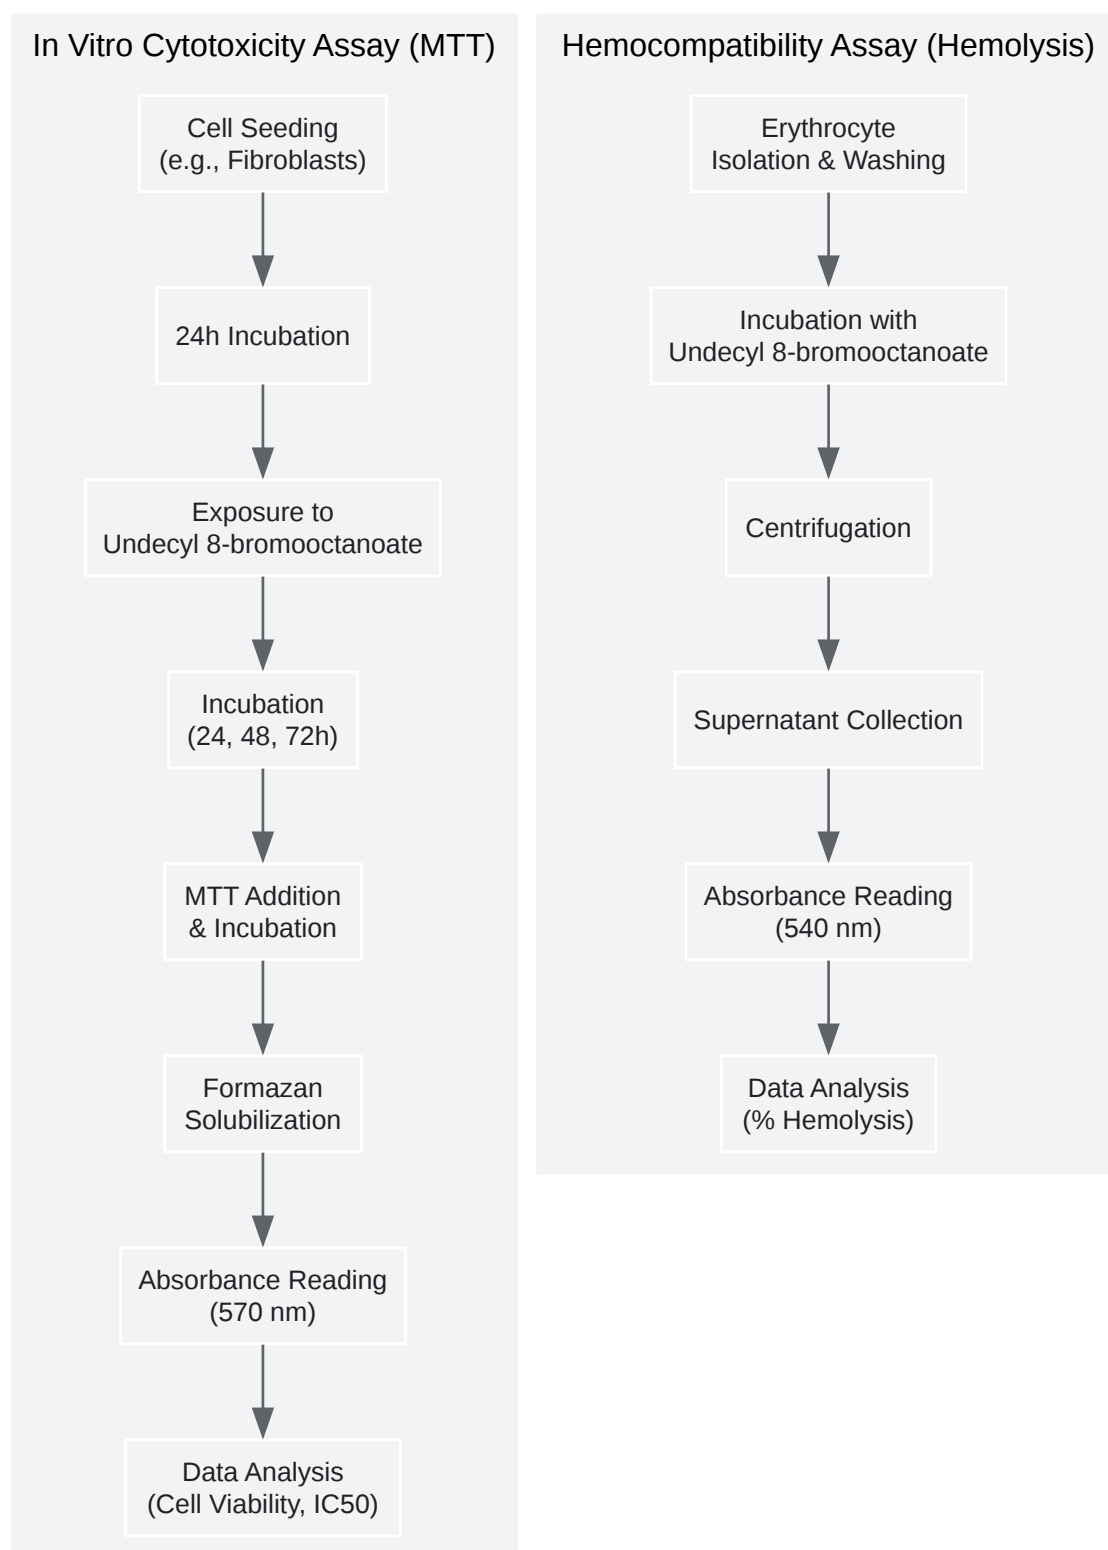 In Vitro Cytotoxicity Assay (MTT)
Cell Seeding
(e.g., Fibroblasts)
24h Incubation
Exposure to
Undecyl 8-bromooctanoate
Incubation
(24, 48, 72h)
MTT Addition
& Incubation
Formazan
Solubilization
Absorbance Reading
(570 nm)
Data Analysis
(Cell Viability, IC50)
Hemocompatibility Assay (Hemolysis)
Erythrocyte
Isolation & Washing
Incubation with
Undecyl 8-bromooctanoate
Centrifugation
Supernatant Collection
Absorbance Reading
(540 nm)
Data Analysis
(% Hemolysis)